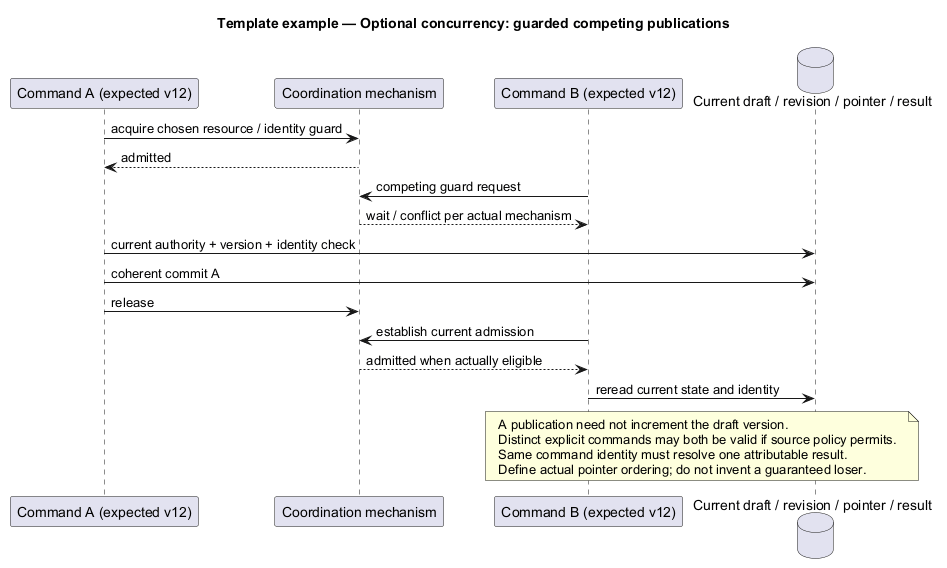 Template example — Optional concurrency: guarded competing publications
Command A (expected v12)
Coordination mechanism
Command B (expected v12)
Current draft / revision / pointer / result
acquire chosen resource / identity guard
admitted
competing guard request
wait / conflict per actual mechanism
current authority + version + identity check
coherent commit A
release
establish current admission
admitted when actually eligible
reread current state and identity
A publication need not increment the draft version.
Distinct explicit commands may both be valid if source policy permits.
Same command identity must resolve one attributable result.
Define actual pointer ordering; do not invent a guaranteed loser.
Command A (expected v12)
Coordination mechanism
Command B (expected v12)
Current draft / revision / pointer / result